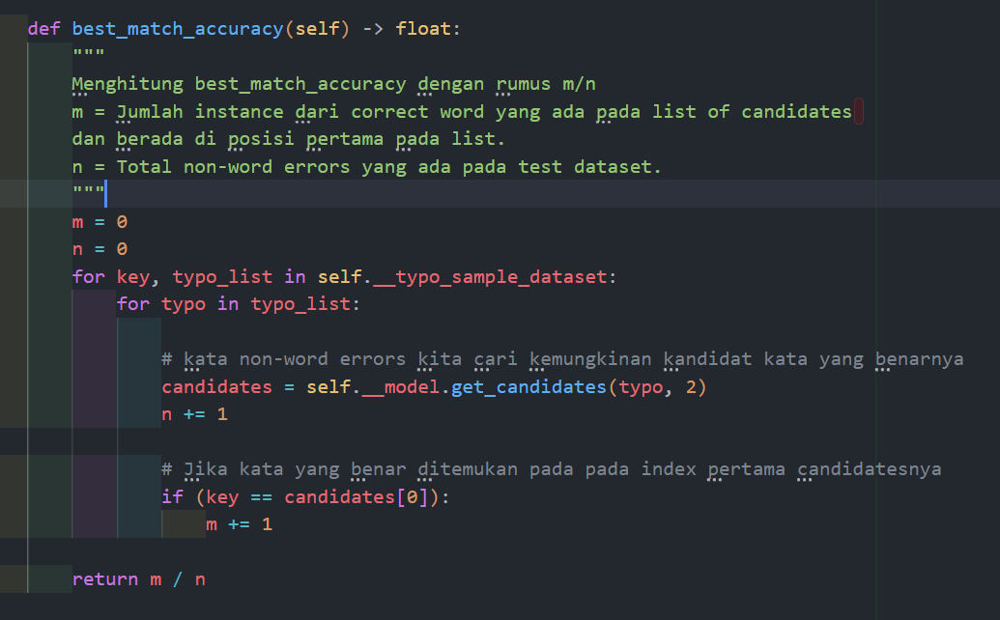 def best_match_accuracy(self) -> float:
"""
Menghitung best_match_accuracy dengan rumus m/n
m = Jumlah instance dari correct word yang ada pada list of candidates
dan berada di posisi pertama pada list.
n = Total non-word errors yang ada pada test dataset.
"""
m = 0
n = 0
for key, typo_list in self.__typo_sample_dataset:
for typo in typo_list:
# kata non-word errors kita cari kemungkinan kandidat kata yang benarnya
candidates = self.__model.get_candidates(typo, 2)
n += 1
# Jika kata yang benar ditemukan pada pada index pertama candidatesnya
if (key == candidates[0]):
m += 1
return m / n